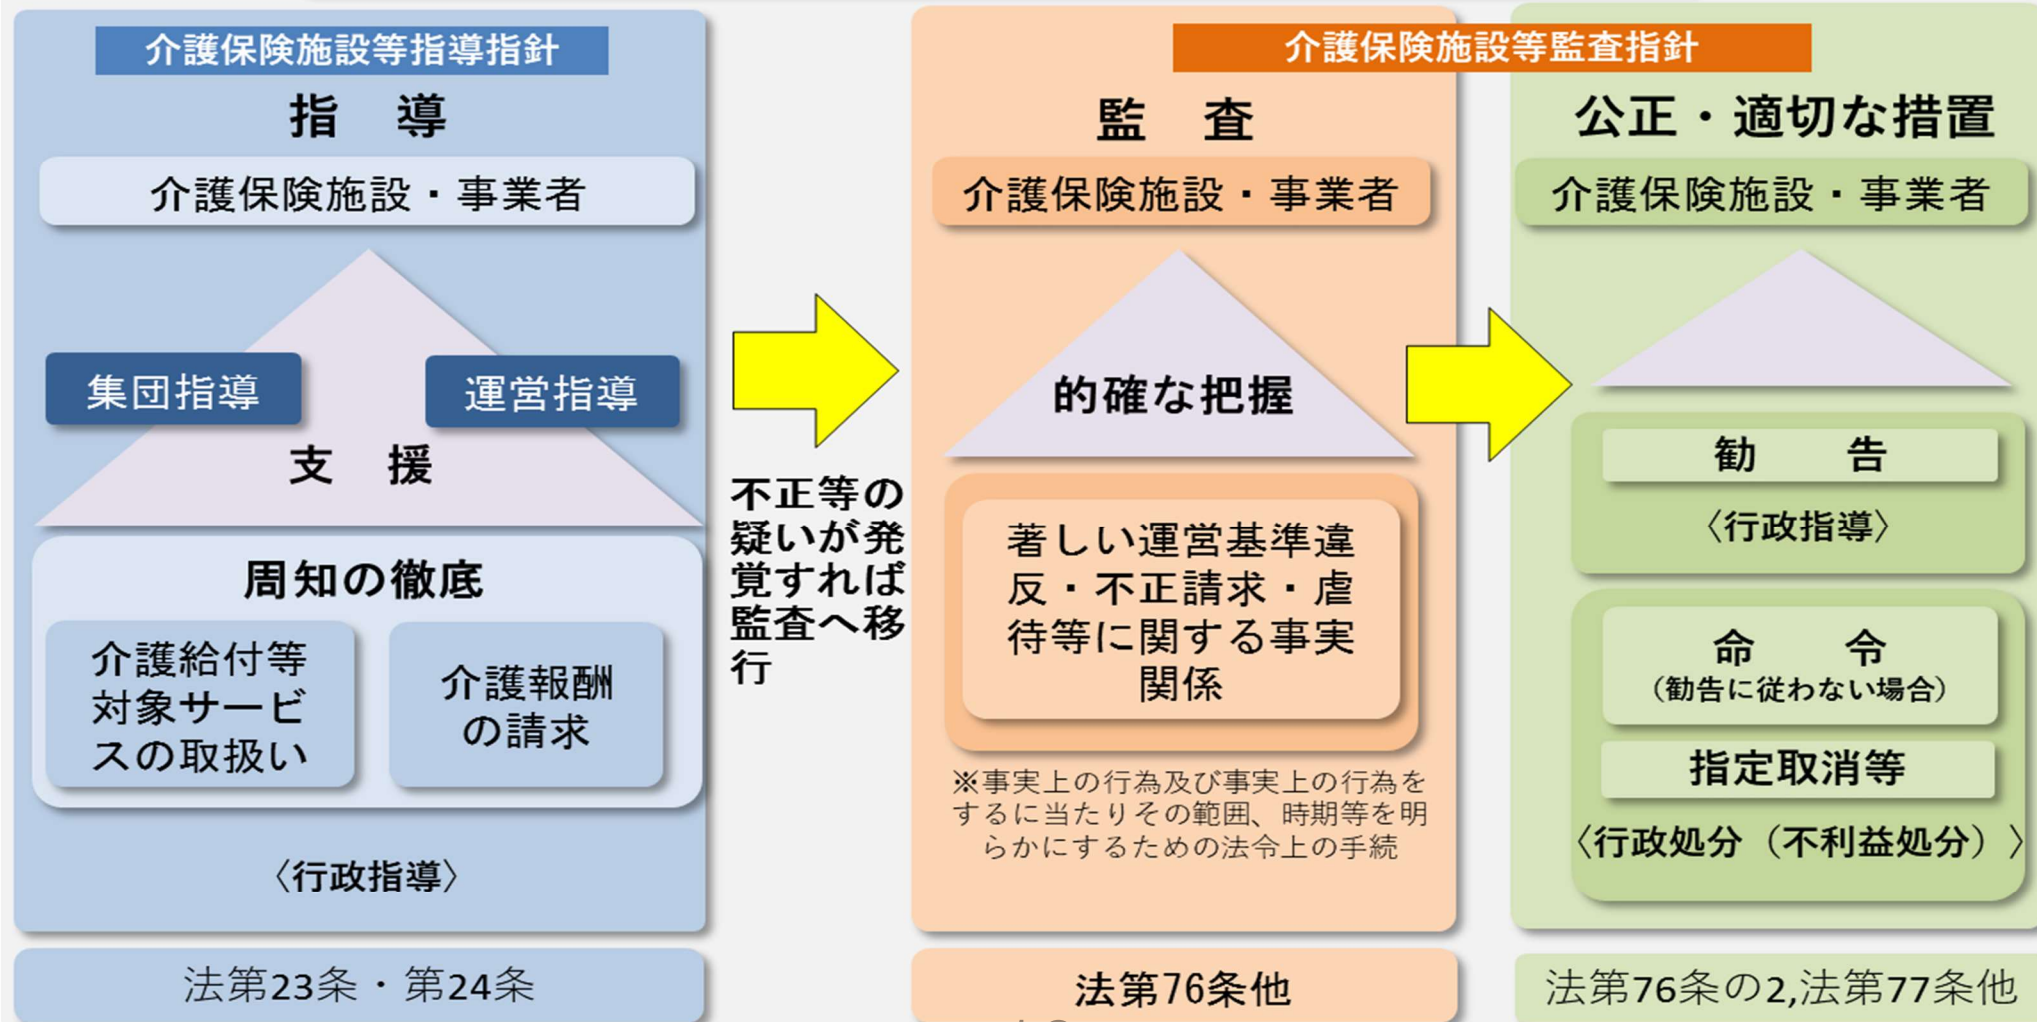 介護保険施設等指導指針
指　導
介護保険施設・事業者
集団指導
運営指導
支　援
周知の徹底
介護給付等
対象サービ
スの取扱い
介護報酬
の請求
〈行政指導〉
法第23条・第24条
不正等の
疑いが発
覚すれば
監査へ移
行
介護保険施設等監査指針
監　査
介護保険施設・事業者
的確な把握
著しい運営基準違
反・不正請求・虐
待等に関する事実
関係
※事実上の行為及び事実上の行為を
するに当たりその範囲、時期等を明
らかにするための法令上の手続
法第76条他
公正・適切な措置
介護保険施設・事業者
勧　　告
〈行政指導〉
命　　令
(勧告に従わない場合)
指定取消等
〈行政処分（不利益処分）〉
法第76条の2,法第77条他